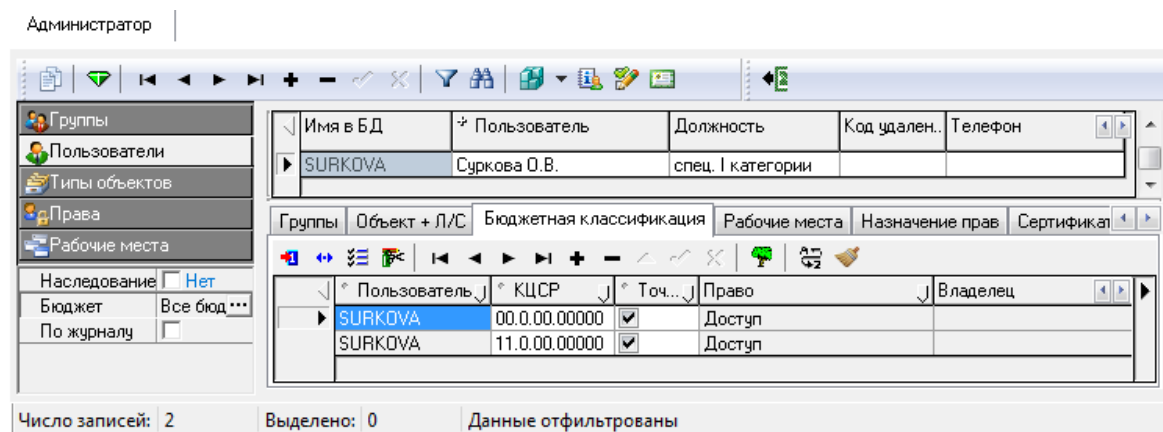 Администратор
Группы
Пользователи
Типы объектов
Права
Рабочие места
Наследование Нет
Бюджет Все бюд
По журналу
Имя в БД Пользователь Должность Код удален.. Телефон
SURKOVA Суркова О.В. спец. I категории
Группы Объект + Л/С Бюджетная классификация Рабочие места Назначение прав Сертификат
Пользователь КЦСР Точ... Право Владелец
SURKOVA 00.0.00.00000 Доступ
SURKOVA 11.0.00.00000 Доступ
Число записей: 2 Выделено: 0 Данные отфильтрованы